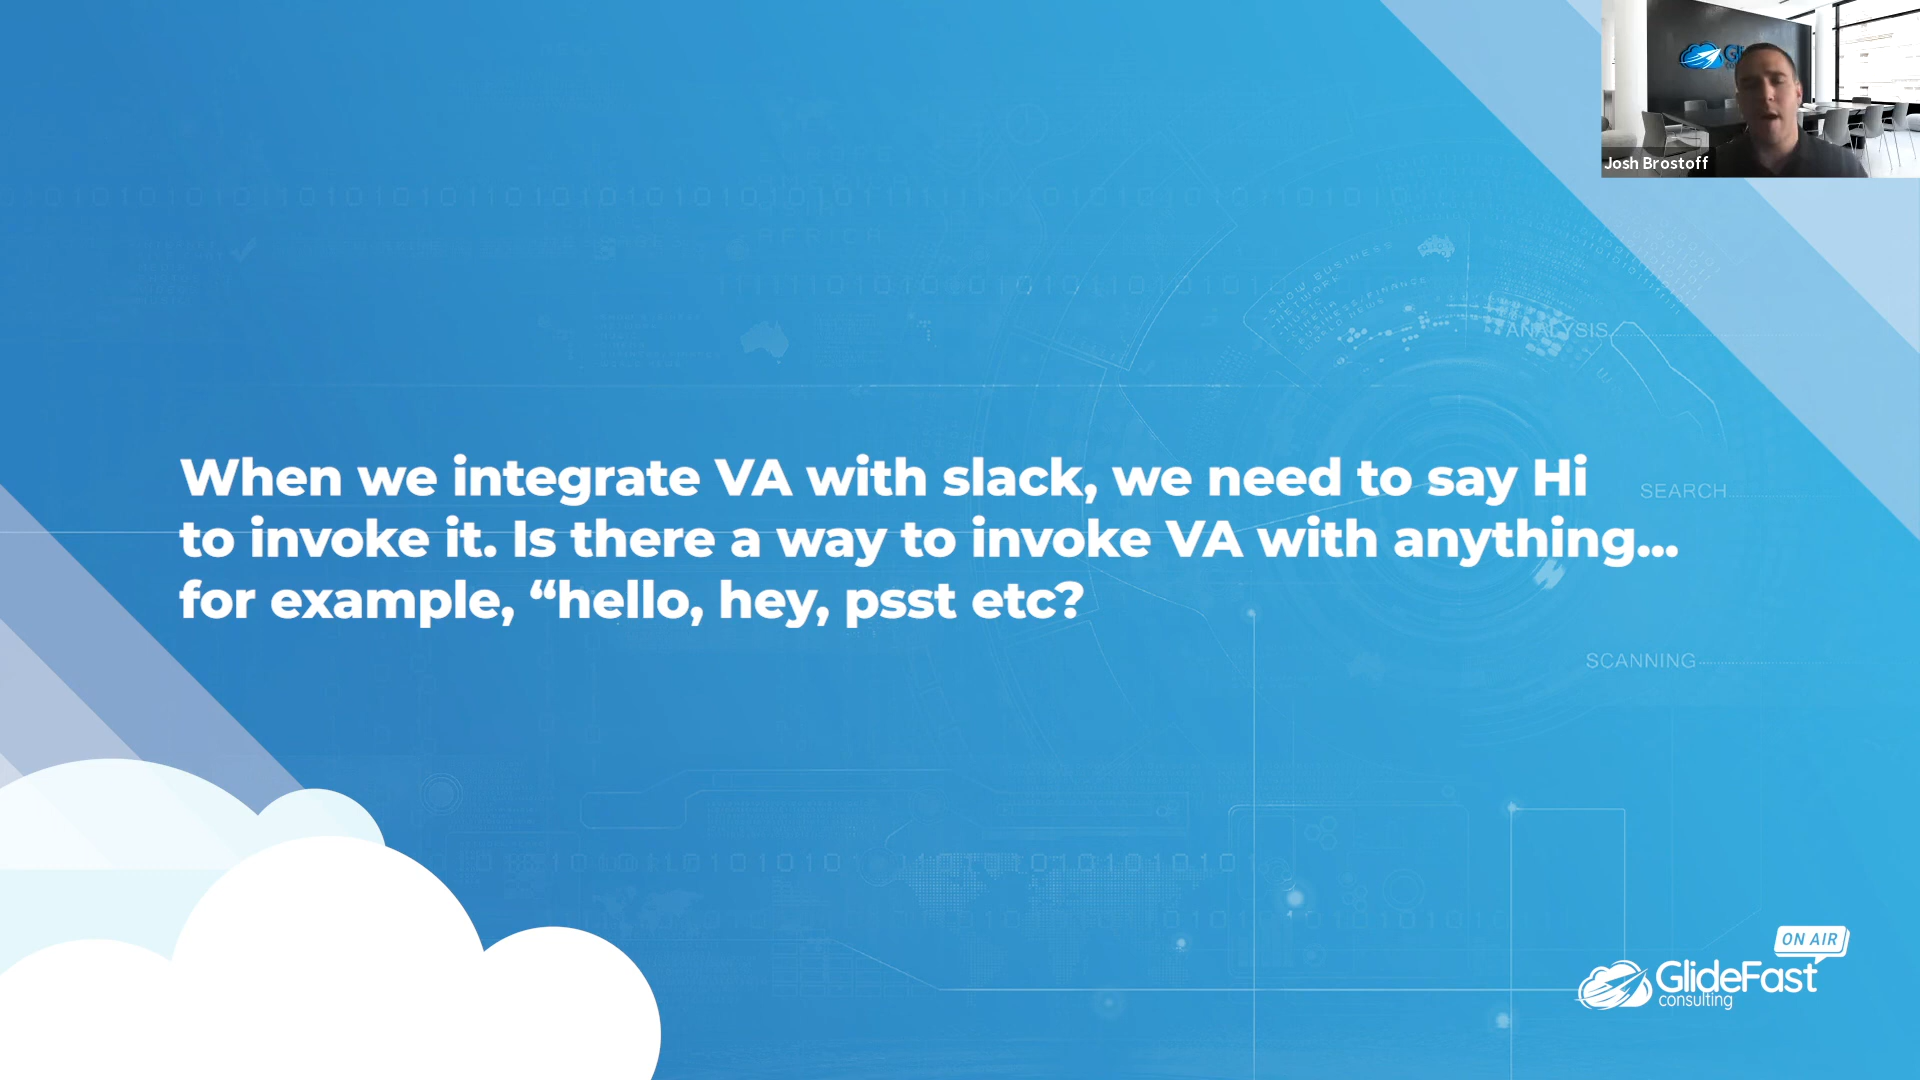 Josh Brostoff
ANALYSIS
When we integrate VA with slack, we need to say Hi
to invoke it. Is there a way to invoke VA with anything...
for example, “hello, hey, psst etc?
SEARCH
SCANNING
ON AIR
GlideFast
consulting